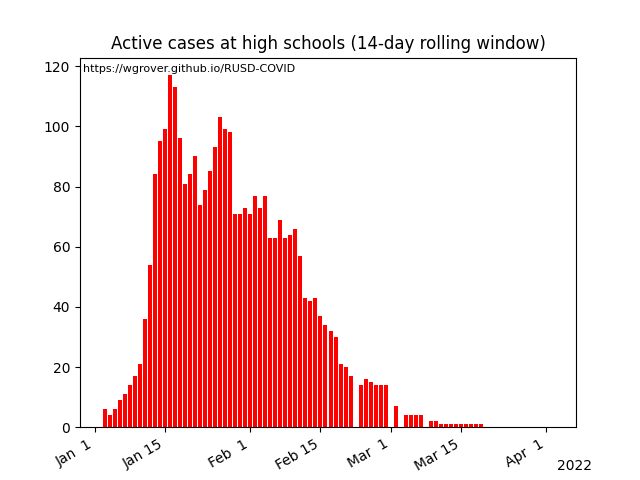 Active cases at high schools (14-day rolling window)
https://wgrover.github.io/RUSD-COVID
120
100
80
60
40
20
0
Jan 1
Jan 15
Feb 1
Feb 15
Mar 1
Mar 15
Apr 1
2022